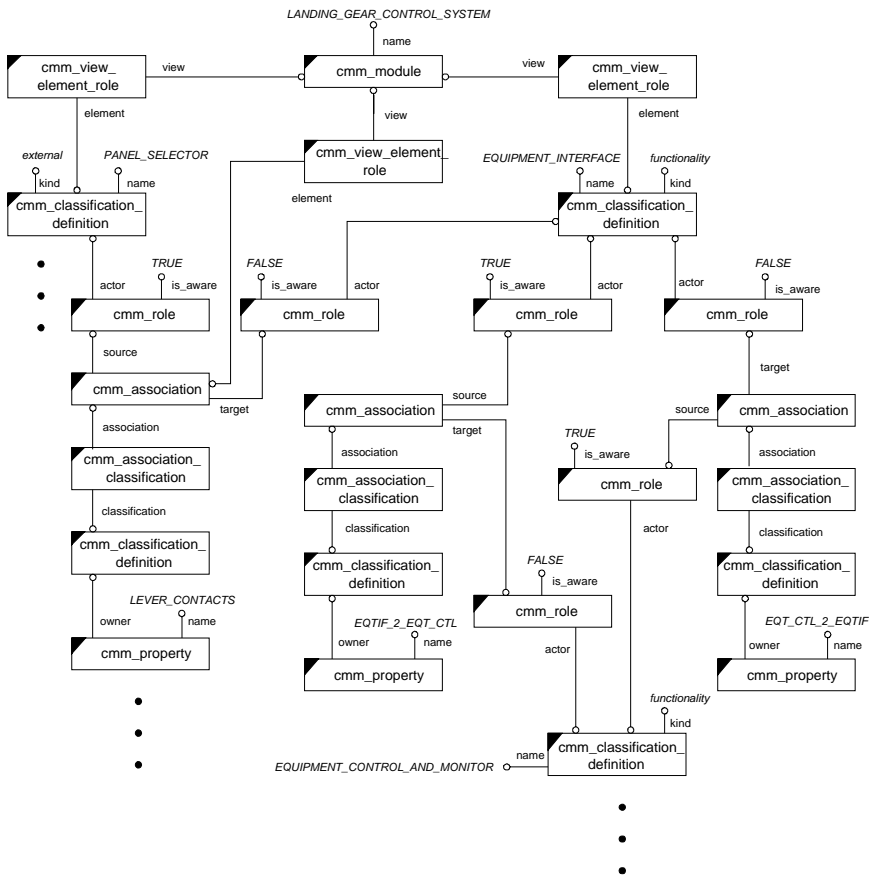 LANDING_GEAR_CONTROL_SYSTEM
name
cmm_view_
element_role
view
cmm_module
view
cmm_view_
element_role
element
view
element
external
PANEL_SELECTOR
cmm_view_element_
role
EQUIPMENT_INTERFACE
functionality
kind
name
name
kind
element
cmm_classification_
definition
cmm_classification_
definition
TRUE
FALSE
TRUE
FALSE
actor
is_aware
is_aware
actor
is_aware
actor
actor
is_aware
cmm_role
cmm_role
cmm_role
cmm_role
source
target
cmm_association
target
source
cmm_association
target
source
cmm_association
association
TRUE
is_aware
association
association
cmm_association_
classification
cmm_association_
classification
cmm_role
cmm_association_
classification
classification
classification
actor
classification
cmm_classification_
definition
FALSE
is_aware
cmm_classification_
definition
cmm_classification_
definition
LEVER_CONTACTS
cmm_role
owner
name
EQTIF_2_EQT_CTL
EQT_CTL_2_EQTIF
owner
name
actor
owner
name
cmm_property
cmm_property
cmm_property
functionality
kind
name
cmm_classification_
definition
EQUIPMENT_CONTROL_AND_MONITOR